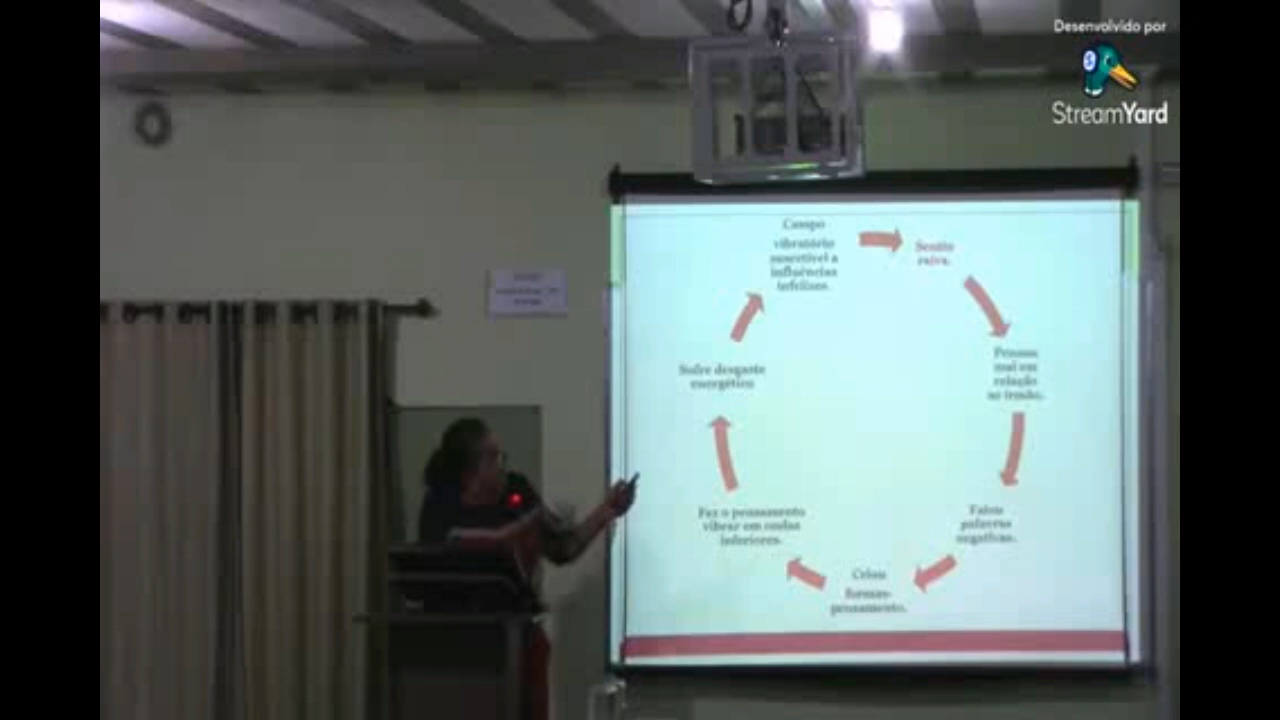 Desenvolvido por
StreamYard
Campo
vibratório
suscetível a
influências
infelizes.
Sentiu
raiva.
Pensou
mal em
relação
ao irmão.
Falou
palavras
negativas.
Criou
formas-
pensamento.
Fez o pensamento
vibrar em ondas
inferiores.
Sofre desgaste
energético